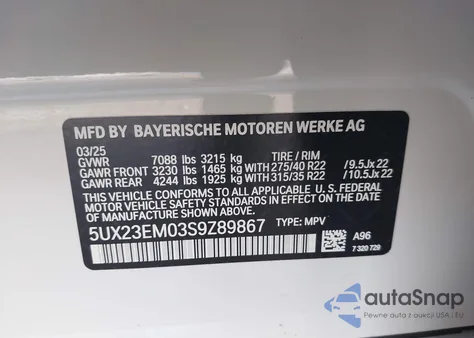 MFD BY BAYERISCHE MOTOREN WERKE AG
03/25
GVWR 7088 lbs 3215 kg TIRE / RIM
GAWR FRONT 3230 lbs 1465 kg WITH 275/40 R22 /9.5Jx22
GAWR REAR 4244 lbs 1925 kg WITH 315/35 R22 /10.5Jx22
THIS VEHICLE CONFORMS TO ALL APPLICABLE U.S. FEDERAL
MOTOR VEHICLE SAFETY STANDARDS IN EFFECT ON THE DATE
OF MANUFACTURE SHOWN ABOVE.
5UX23EM03S9Z89867 TYPE: MPV A96
7 320 729
autoSnap
Pewne auta z aukcji USA i EU